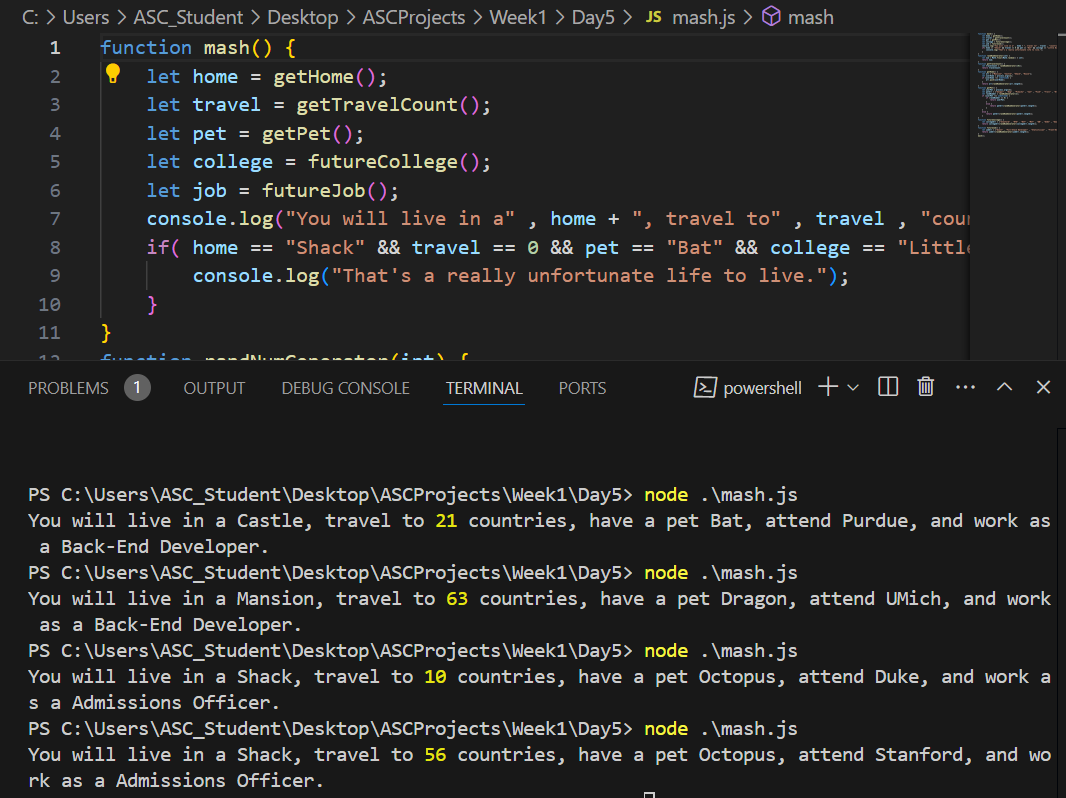 C: > Users > ASC_Student > Desktop > ASCProjects > Week1 > Day5 > JS mash.js > mash
1 function mash() {
2 let home = getHome();
3 let travel = getTravelCount();
4 let pet = getPet();
5 let college = futureCollege();
6 let job = futureJob();
7 console.log("You will live in a" , home + ", travel to" , travel , "coun
8 if( home == "Shack" && travel == 0 && pet == "Bat" && college == "Little
9 console.log("That's a really unfortunate life to live.");
10 }
11 }
12 function randNumGenerator(int) {
PROBLEMS 1 OUTPUT DEBUG CONSOLE TERMINAL PORTS powershell
PS C:\Users\ASC_Student\Desktop\ASCProjects\Week1\Day5> node .\mash.js
You will live in a Castle, travel to 21 countries, have a pet Bat, attend Purdue, and work as
a Back-End Developer.
PS C:\Users\ASC_Student\Desktop\ASCProjects\Week1\Day5> node .\mash.js
You will live in a Mansion, travel to 63 countries, have a pet Dragon, attend UMich, and work
as a Back-End Developer.
PS C:\Users\ASC_Student\Desktop\ASCProjects\Week1\Day5> node .\mash.js
You will live in a Shack, travel to 10 countries, have a pet Octopus, attend Duke, and work a
s a Admissions Officer.
PS C:\Users\ASC_Student\Desktop\ASCProjects\Week1\Day5> node .\mash.js
You will live in a Shack, travel to 56 countries, have a pet Octopus, attend Stanford, and wo
rk as a Admissions Officer.